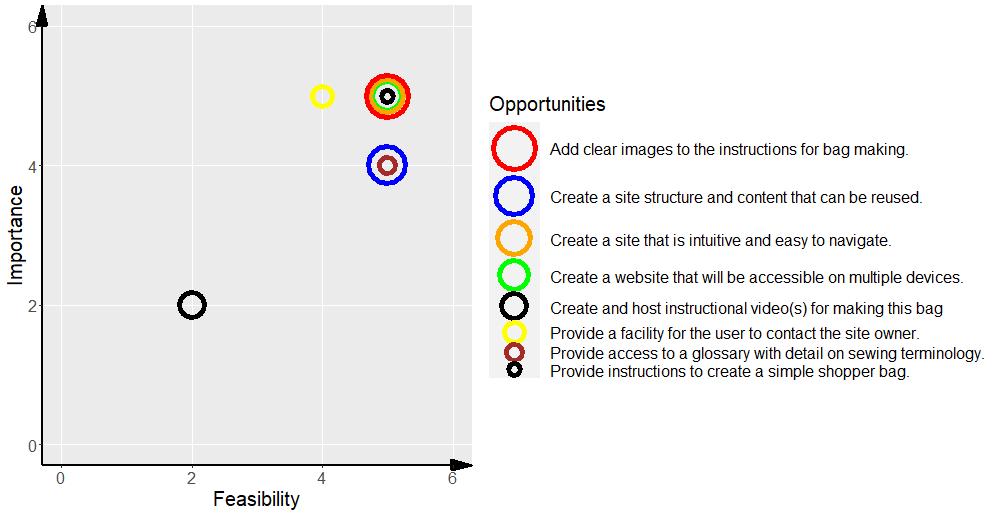 6
4
2
0
Importance
0 2 4 6
Feasibility
Opportunities
Add clear images to the instructions for bag making.
Create a site structure and content that can be reused.
Create a site that is intuitive and easy to navigate.
Create a website that will be accessible on multiple devices.
Create and host instructional video(s) for making this bag
Provide a facility for the user to contact the site owner.
Provide access to a glossary with detail on sewing terminology.
Provide instructions to create a simple shopper bag.